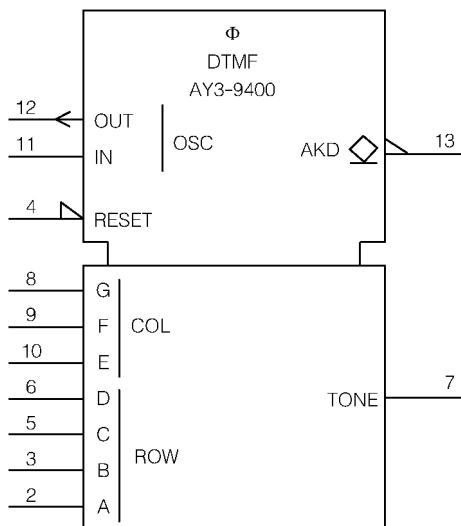 Φ
DTMF
AY3-9400
12 OUT
OSC
11 IN
AKD 13
4 RESET
8 G
9 F COL
10 E
6 D
TONE 7
5 C
ROW
3 B
2 A